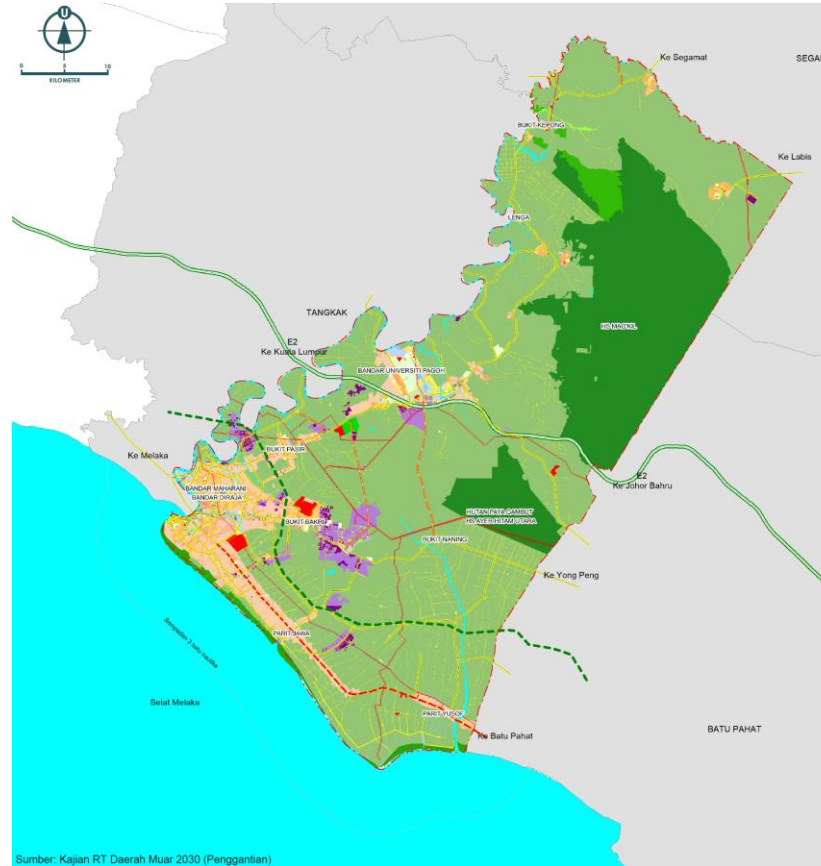 U
0 5 10
KILOMETER
Ke Segamat
SEGA
BUKIT KEPONG
Ke Labis
LENGA
TANGKAK
HS MAOKIL
E2
Ke Kuala Lumpur
BANDAR UNIVERSITI PAGOH
Ke Melaka
BUKIT PASIR
E2
Ke Johor Bahru
BANDAR MAHARANI
BANDAR DIRAJA
BUKIT BAKRI
HUTAN PAYA GAMBUT
HS AYER HITAM UTARA
BUKIT NANING
Ke Yong Peng
PARIT JAWA
Sempadan 3 batu nautika
Selat Melaka
PARIT YUSOF
Ke Batu Pahat
BATU PAHAT
Sumber: Kajian RT Daerah Muar 2030 (Penggantian)